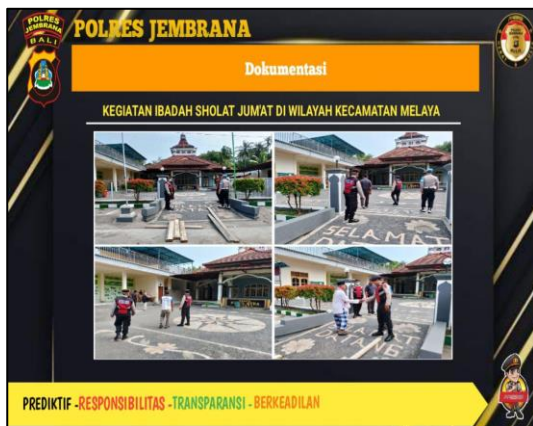 POLRES
JEMBRANA
BALI
POLRES JEMBRANA
Dokumentasi
KEGIATAN IBADAH SHOLAT JUM'AT DI WILAYAH KECAMATAN MELAYA
SELAMAT
PREDIKTIF - RESPONSIBILITAS - TRANSPARANSI - BERKEADILAN